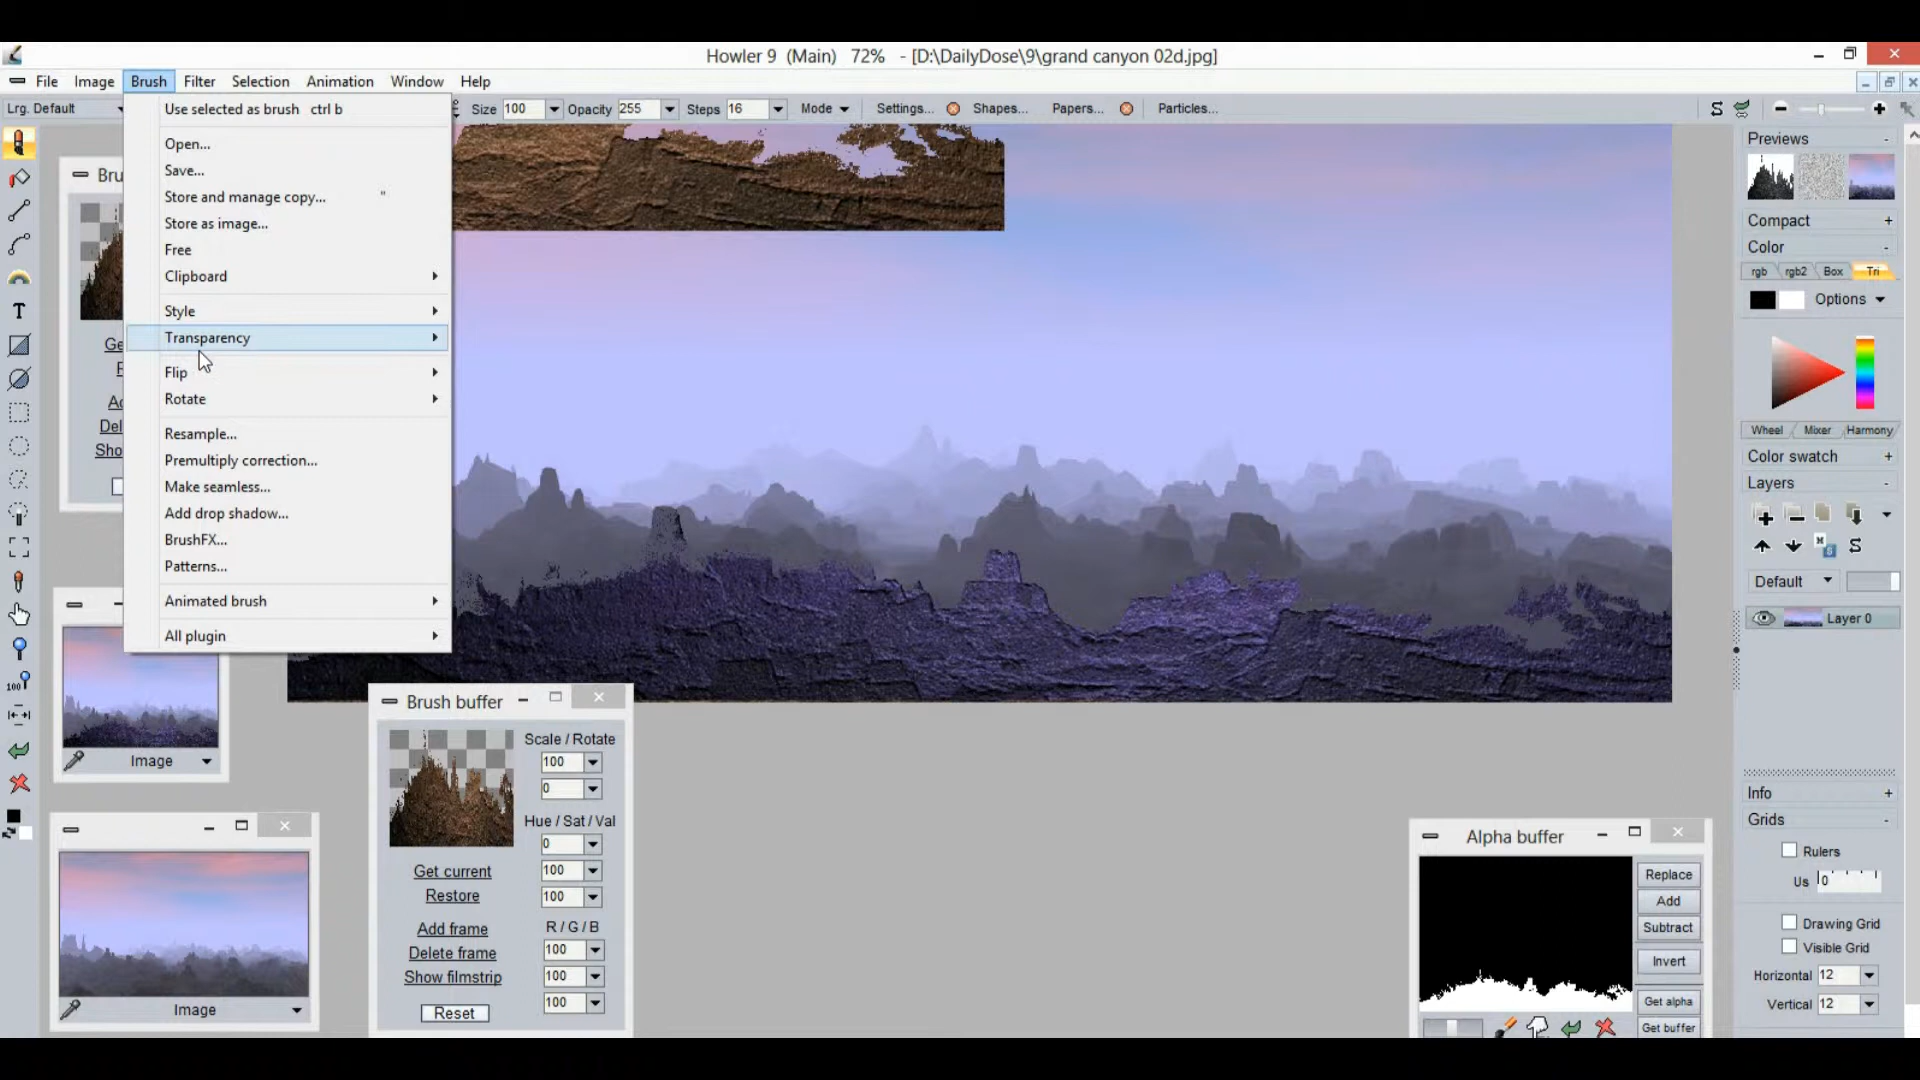 Howler 9 (Main) 72% - [D:\DailyDose\9\grand canyon 02d.jpg]
File Image Brush Filter Selection Animation Window Help
Lrg. Default Size 100 Opacity 255 Steps 16 Mode Settings... Shapes... Papers... Particles...
Use selected as brush ctrl b
Open...
Save...
Store and manage copy... "
Store as image...
Free
Clipboard
Style
Transparency
Flip
Rotate
Resample...
Premultiply correction...
Make seamless...
Add drop shadow...
BrushFX...
Patterns...
Animated brush
All plugin
T
100
Image
Image
Brush buffer
Scale / Rotate
100
0
Hue / Sat / Val
0
100
100
R / G / B
100
100
100
Get current
Restore
Add frame
Delete frame
Show filmstrip
Reset
Alpha buffer
Replace
Add
Subtract
Invert
Get alpha
Get buffer
Previews -
Compact +
Color -
rgb rgb2 Box Tri
Options
Wheel Mixer Harmony
Color swatch +
Layers -
Default
Layer 0
Info +
Grids -
Rulers
Us 0
Drawing Grid
Visible Grid
Horizontal 12
Vertical 12